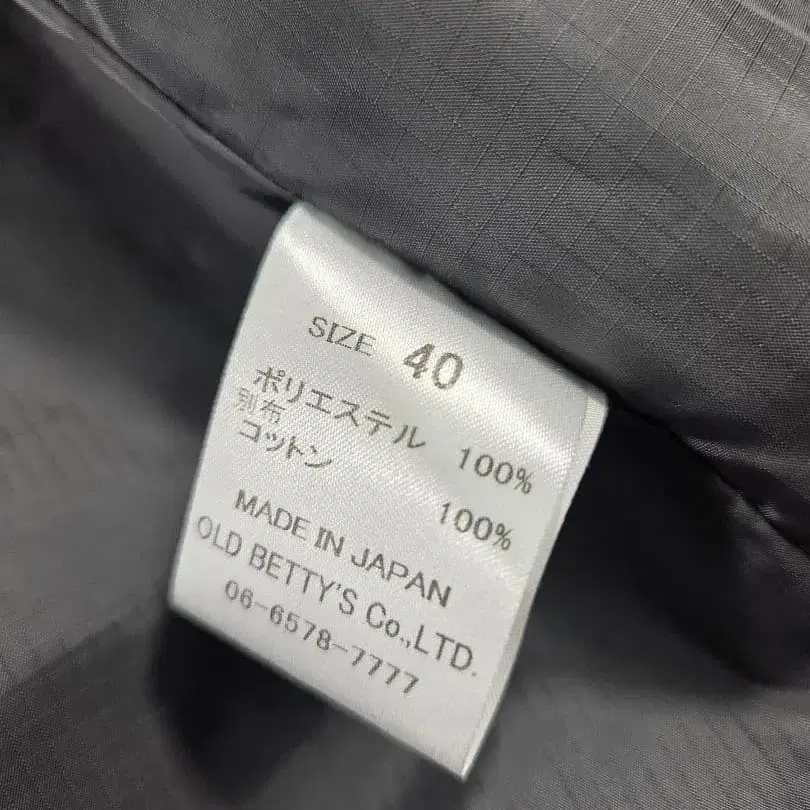 SIZE 40
ポリエステル 100%
別布
コットン 100%
MADE IN JAPAN
OLD BETTY'S Co.,LTD.
06-6578-7777